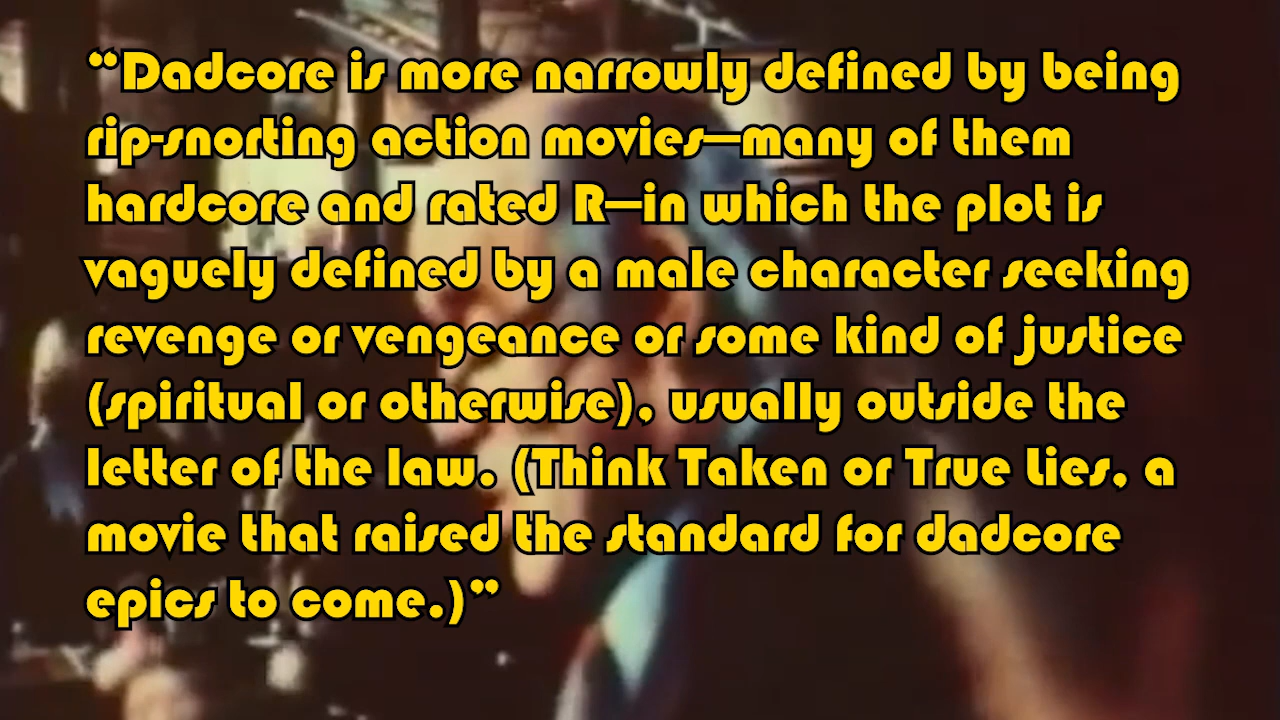 “Dadcore is more narrowly defined by being
rip-snorting action movies—many of them
hardcore and rated R—in which the plot is
vaguely defined by a male character seeking
revenge or vengeance or some kind of justice
(spiritual or otherwise), usually outside the
letter of the law. (Think Taken or True Lies, a
movie that raised the standard for dadcore
epics to come.)”